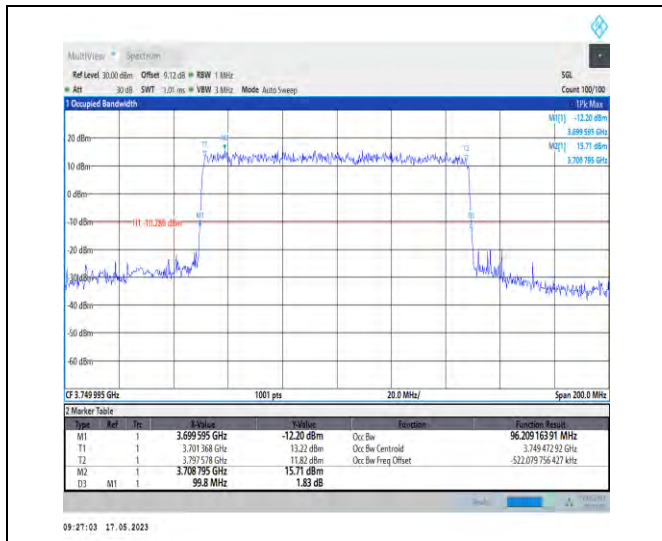 MultiView Spectrum
Ref Level 30.00 dBm Offset 9.12 dB RBW 1 MHz SGL
Att 30 dB SWT 1.01 ms VBW 3 MHz Mode Auto Sweep Count 100/100
1 Occupied Bandwidth 1Pk Max
M1[1] -12.20 dBm
3.699 595 GHz
M2[1] 15.71 dBm
3.708 795 GHz
20 dBm
T1 M2 T2
10 dBm
0 dBm
M1
-10 dBm H1 -10.288 dBm
-20 dBm
-30 dBm
-40 dBm
-50 dBm
-60 dBm
CF 3.749 995 GHz 1001 pts 20.0 MHz/ Span 200.0 MHz
2 Marker Table
Type Ref Trc X-Value Y-Value Function Function Result
M1 1 3.699 595 GHz -12.20 dBm Occ Bw 96.209 163 91 MHz
T1 1 3.701 368 GHz 13.22 dBm Occ Bw Centroid 3.749 472 92 GHz
T2 1 3.797 578 GHz 11.82 dBm Occ Bw Freq Offset -522.079 756 427 kHz
M2 1 3.708 795 GHz 15.71 dBm
D3 M1 1 99.8 MHz 1.83 dB
09:27:03 17.05.2023